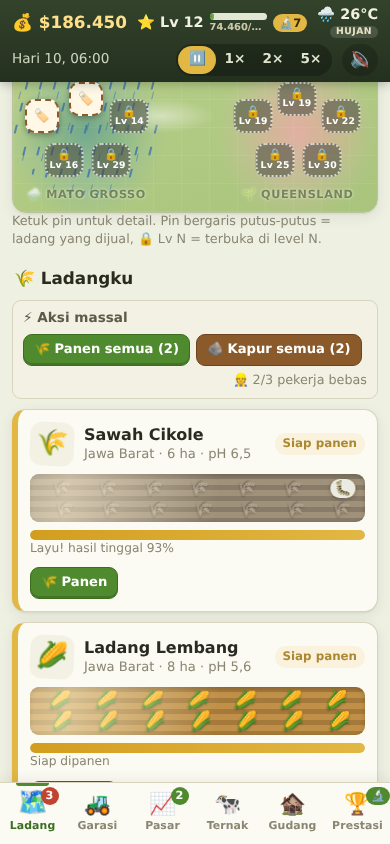 $186.450 Lv 12 74.460/... 7 26°C
HUJAN
Hari 10, 06:00 1× 2× 5×
Lv 14 Lv 19 Lv 19 Lv 22
Lv 16 Lv 29 Lv 25 Lv 30
MATO GROSSO QUEENSLAND
Ketuk pin untuk detail. Pin bergaris putus-putus =
ladang yang dijual, 🔒 Lv N = terbuka di level N.
Ladangku
Aksi massal
Panen semua (2) Kapur semua (2)
2/3 pekerja bebas
Sawah Cikole
Jawa Barat · 6 ha · pH 6,5
Siap panen
Layu! hasil tinggal 93%
Panen
Ladang Lembang
Jawa Barat · 8 ha · pH 5,6
Siap panen
Siap dipanen
3 2
Ladang Garasi Pasar Ternak Gudang Prestasi